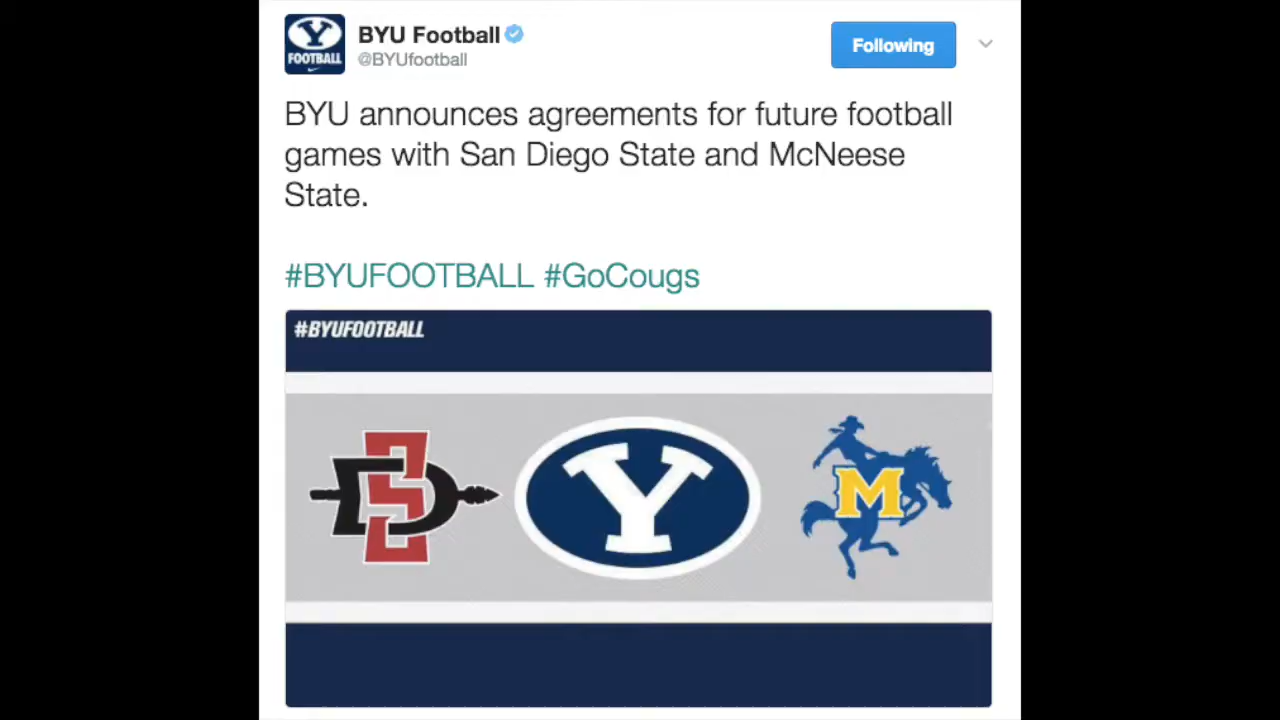 BYU Football
@BYUfootball
Following
BYU announces agreements for future football
games with San Diego State and McNeese
State.
#BYUFOOTBALL #GoCougs
#BYUFOOTBALL
SD Y M
Y
FOOTBALL